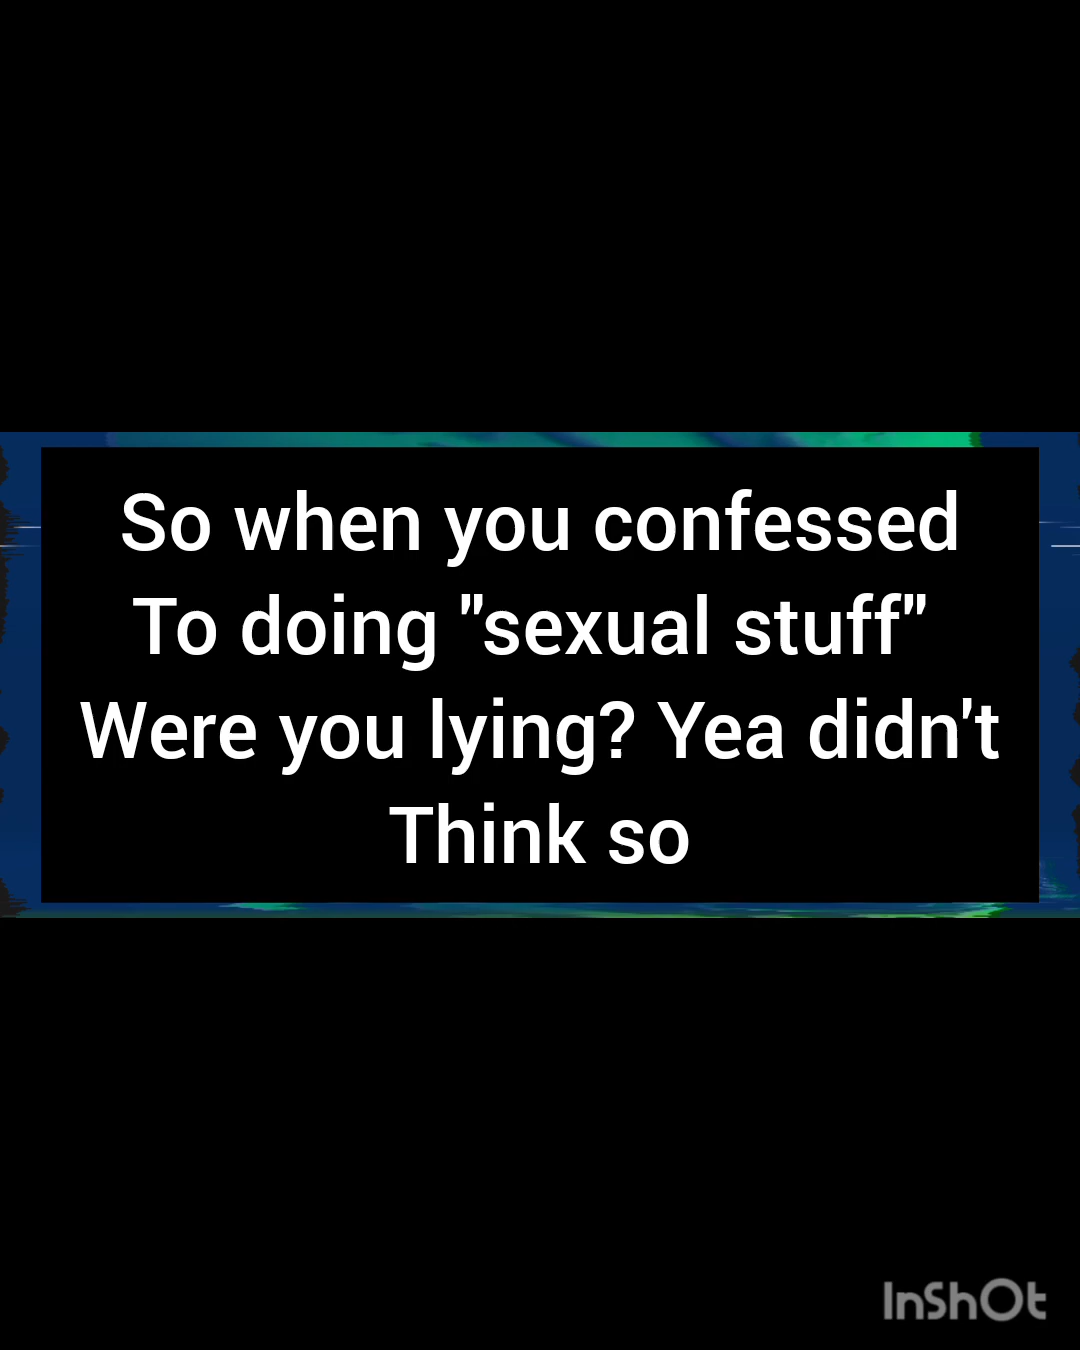 So when you confessed
To doing "sexual stuff"
Were you lying? Yea didn't
Think so
InShOt